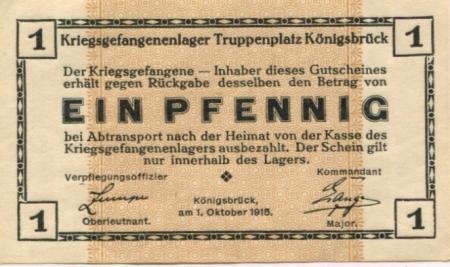 1 Kriegsgefangenenlager Truppenplatz Königsbrück 1
Der Kriegsgefangene — Inhaber dieses Gutscheines
erhält gegen Rückgabe desselben den Betrag von
EIN PFENNIG
bei Abtransport nach der Heimat von der Kasse des
Kriegsgefangenenlagers ausbezahlt. Der Schein gilt
nur innerhalb des Lagers.
Verpflegungsoffizier Kommandant
Königsbrück,
am 1. Oktober 1915.
Oberleutnant. Major.
1 1